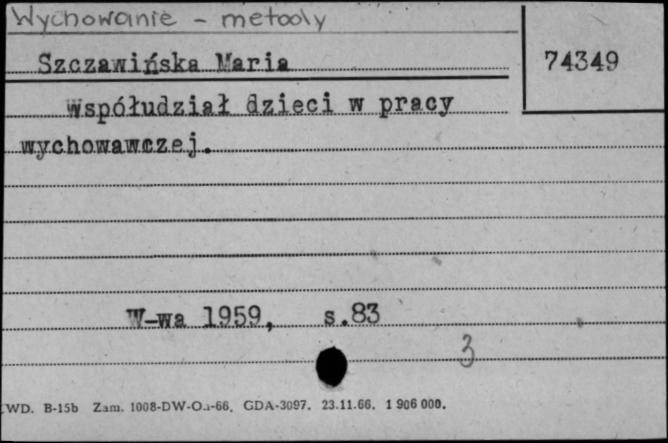 Wychowanie - metody
Szczawińska Maria
74349
Współudział dzieci w pracy
wychowawczej.
W-wa 1959, s.83
3
WD. B-15b Zam. 1008-DW-O.-66. GDA-3097. 23.11.66. 1 906 000.